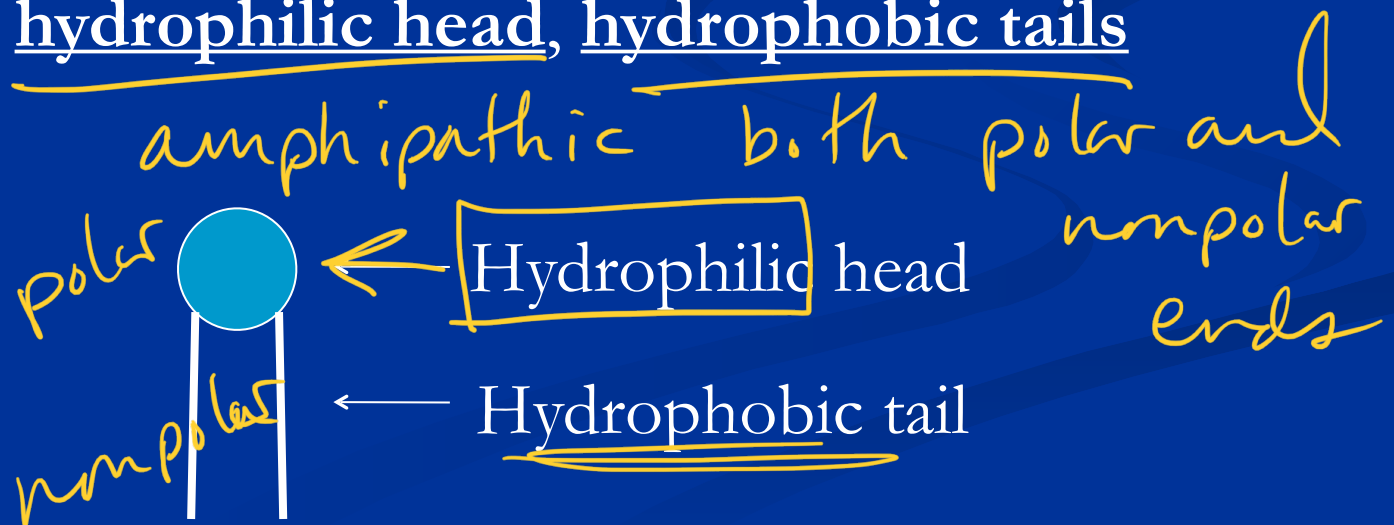 hydrophilic head, hydrophobic tails
amphipathic both polar and
nonpolar
ends
polar
Hydrophilic head
Hydrophobic tail
nonpolar